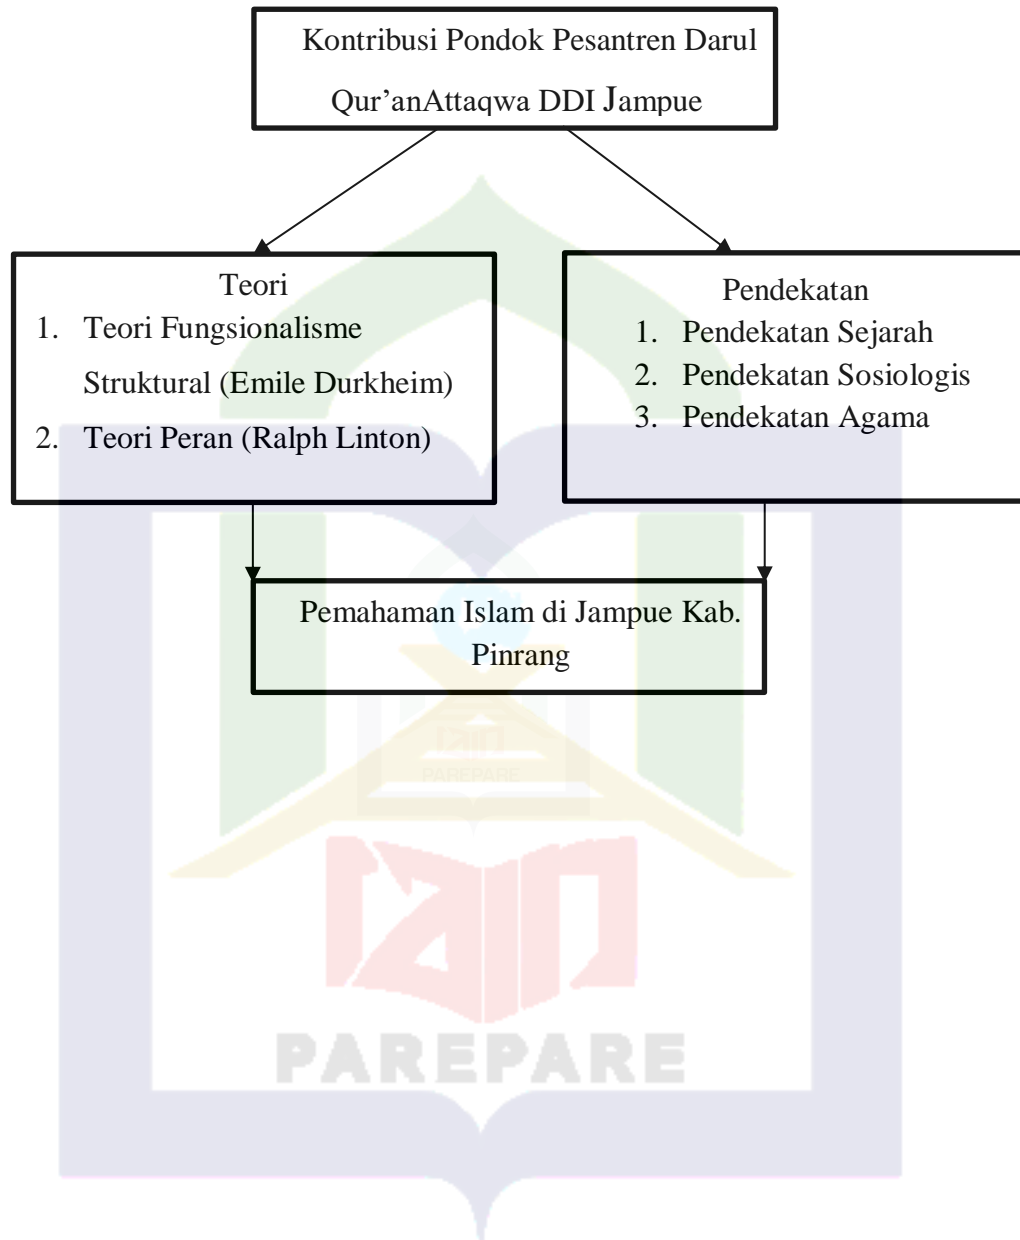 Kontribusi Pondok Pesantren Darul
Qur’anAttaqwa DDI Jampue
Teori
1. Teori Fungsionalisme
Struktural (Emile Durkheim)
2. Teori Peran (Ralph Linton)
Pendekatan
1. Pendekatan Sejarah
2. Pendekatan Sosiologis
3. Pendekatan Agama
Pemahaman Islam di Jampue Kab.
Pinrang
iain
PAREPARE
iain
PAREPARE